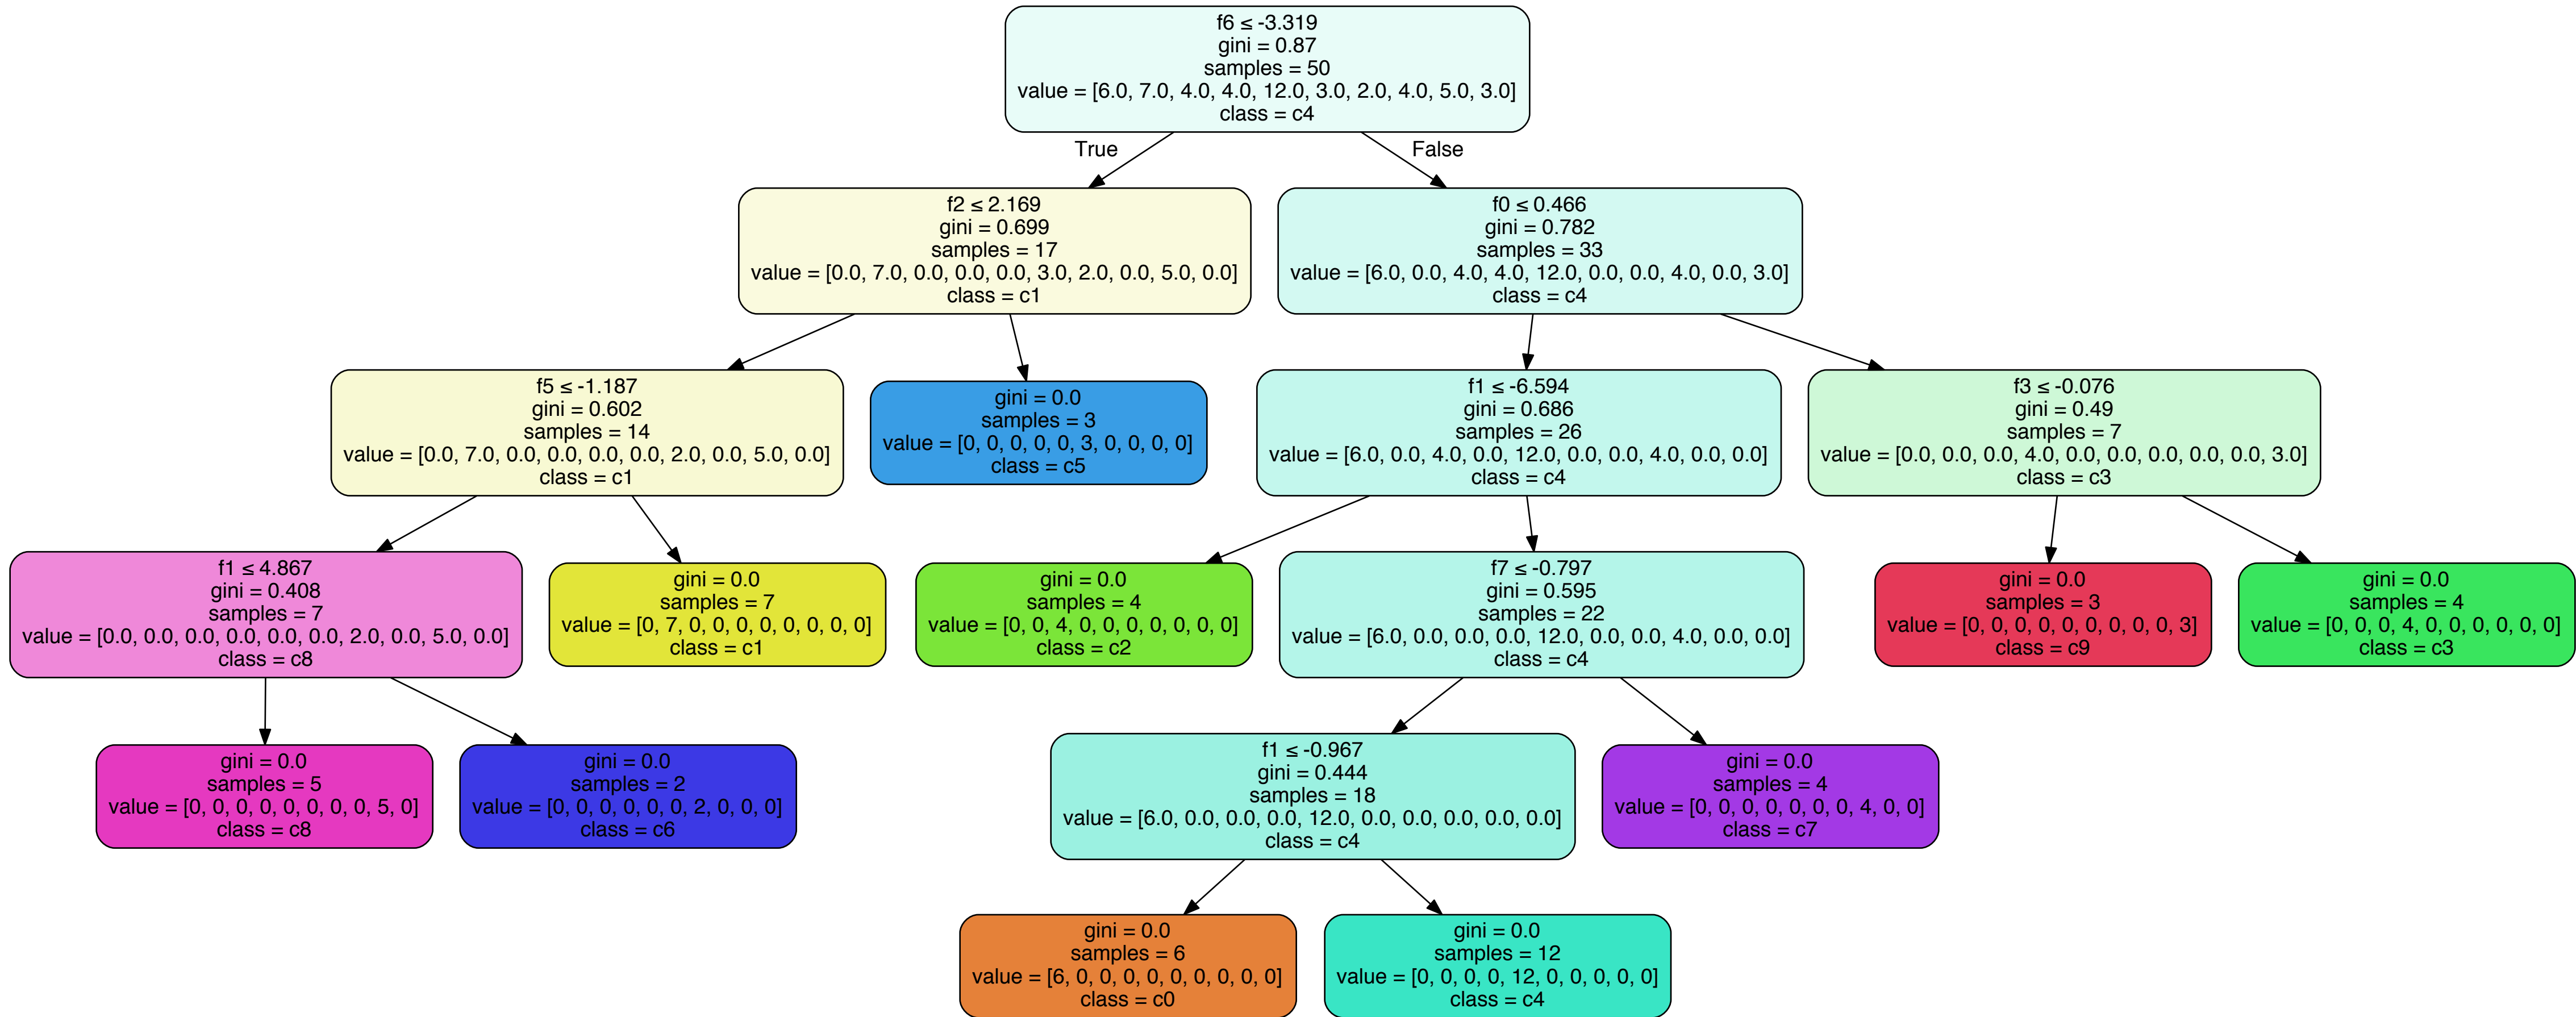 f6 ≤ -3.319
gini = 0.87
samples = 50
value = [6.0, 7.0, 4.0, 4.0, 12.0, 3.0, 2.0, 4.0, 5.0, 3.0]
class = c4
True
False
f2 ≤ 2.169
gini = 0.699
samples = 17
value = [0.0, 7.0, 0.0, 0.0, 0.0, 3.0, 2.0, 0.0, 5.0, 0.0]
class = c1
f0 ≤ 0.466
gini = 0.782
samples = 33
value = [6.0, 0.0, 4.0, 4.0, 12.0, 0.0, 0.0, 4.0, 0.0, 3.0]
class = c4
f5 ≤ -1.187
gini = 0.602
samples = 14
value = [0.0, 7.0, 0.0, 0.0, 0.0, 0.0, 2.0, 0.0, 5.0, 0.0]
class = c1
gini = 0.0
samples = 3
value = [0, 0, 0, 0, 0, 3, 0, 0, 0, 0]
class = c5
f1 ≤ -6.594
gini = 0.686
samples = 26
value = [6.0, 0.0, 4.0, 0.0, 12.0, 0.0, 0.0, 4.0, 0.0, 0.0]
class = c4
f3 ≤ -0.076
gini = 0.49
samples = 7
value = [0.0, 0.0, 0.0, 4.0, 0.0, 0.0, 0.0, 0.0, 0.0, 3.0]
class = c3
f1 ≤ 4.867
gini = 0.408
samples = 7
value = [0.0, 0.0, 0.0, 0.0, 0.0, 0.0, 2.0, 0.0, 5.0, 0.0]
class = c8
gini = 0.0
samples = 7
value = [0, 7, 0, 0, 0, 0, 0, 0, 0, 0]
class = c1
gini = 0.0
samples = 4
value = [0, 0, 4, 0, 0, 0, 0, 0, 0, 0]
class = c2
f7 ≤ -0.797
gini = 0.595
samples = 22
value = [6.0, 0.0, 0.0, 0.0, 12.0, 0.0, 0.0, 4.0, 0.0, 0.0]
class = c4
gini = 0.0
samples = 3
value = [0, 0, 0, 0, 0, 0, 0, 0, 0, 3]
class = c9
gini = 0.0
samples = 4
value = [0, 0, 0, 4, 0, 0, 0, 0, 0, 0]
class = c3
gini = 0.0
samples = 5
value = [0, 0, 0, 0, 0, 0, 0, 0, 5, 0]
class = c8
gini = 0.0
samples = 2
value = [0, 0, 0, 0, 0, 0, 2, 0, 0, 0]
class = c6
f1 ≤ -0.967
gini = 0.444
samples = 18
value = [6.0, 0.0, 0.0, 0.0, 12.0, 0.0, 0.0, 0.0, 0.0, 0.0]
class = c4
gini = 0.0
samples = 4
value = [0, 0, 0, 0, 0, 0, 0, 4, 0, 0]
class = c7
gini = 0.0
samples = 6
value = [6, 0, 0, 0, 0, 0, 0, 0, 0, 0]
class = c0
gini = 0.0
samples = 12
value = [0, 0, 0, 0, 12, 0, 0, 0, 0, 0]
class = c4